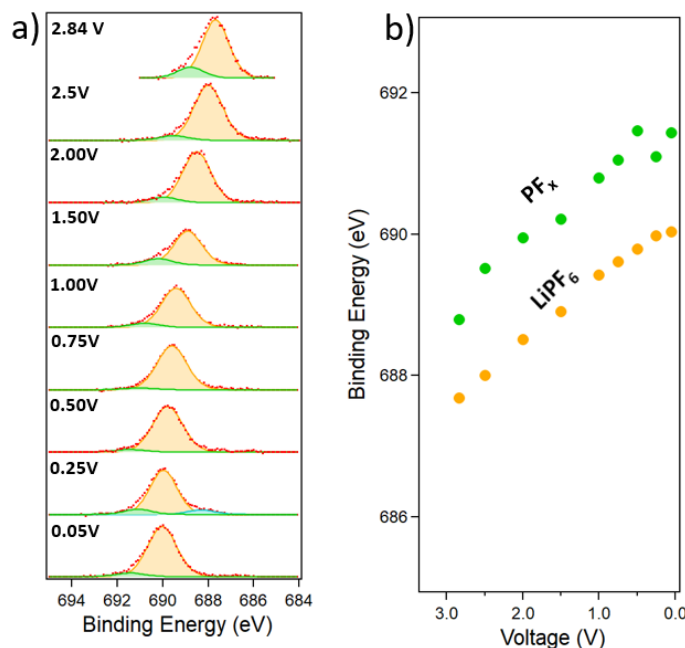 a)
2.84 V
2.5V
2.00V
1.50V
1.00V
0.75V
0.50V
0.25V
0.05V
694 692 690 688 686 684
Binding Energy (eV)
b)
692
690
688
686
Binding Energy (eV)
PFx
LiPF6
3.0 2.0 1.0 0.0
Voltage (V)